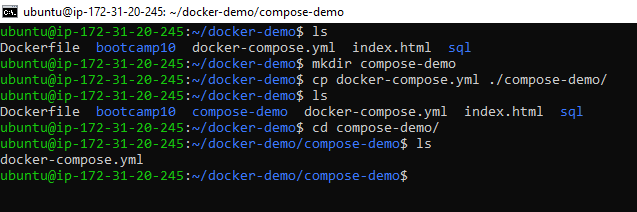 ubuntu@ip-172-31-20-245: ~/docker-demo/compose-demo
ubuntu@ip-172-31-20-245:~/docker-demo$ ls
Dockerfile  bootcamp10  docker-compose.yml  index.html  sql
ubuntu@ip-172-31-20-245:~/docker-demo$ mkdir compose-demo
ubuntu@ip-172-31-20-245:~/docker-demo$ cp docker-compose.yml ./compose-demo/
ubuntu@ip-172-31-20-245:~/docker-demo$ ls
Dockerfile  bootcamp10  compose-demo  docker-compose.yml  index.html  sql
ubuntu@ip-172-31-20-245:~/docker-demo$ cd compose-demo/
ubuntu@ip-172-31-20-245:~/docker-demo/compose-demo$ ls
docker-compose.yml
ubuntu@ip-172-31-20-245:~/docker-demo/compose-demo$